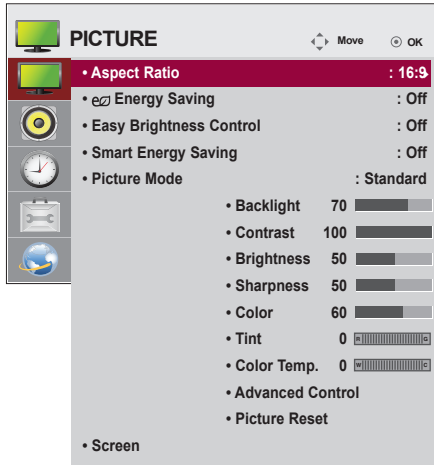 PICTURE Move OK
• Aspect Ratio : 16:9
• Energy Saving : Off
• Easy Brightness Control : Off
• Smart Energy Saving : Off
• Picture Mode : Standard
• Backlight 70
• Contrast 100
• Brightness 50
• Sharpness 50
• Color 60
• Tint 0 R G
• Color Temp. 0 W C
• Advanced Control
• Picture Reset
• Screen